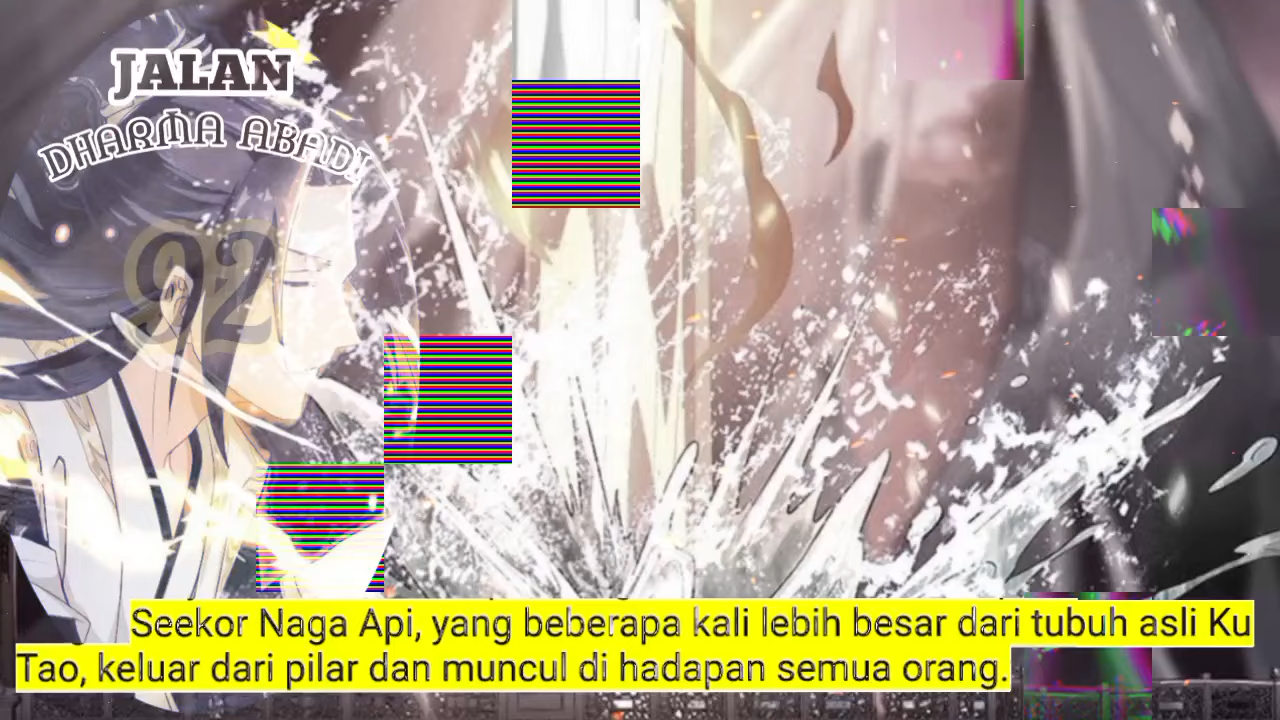 JALAN
DHARMA ABADI
92
Seekor Naga Api, yang beberapa kali lebih besar dari tubuh asli Ku
Tao, keluar dari pilar dan muncul di hadapan semua orang.